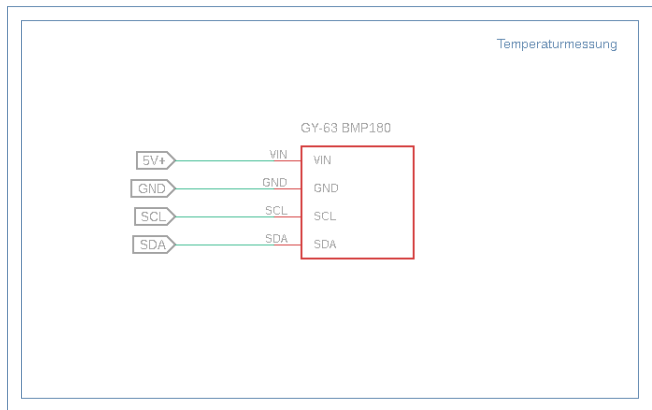 Temperaturmessung
GY-63 BMP180
5V+ VIN VIN
GND GND GND
SCL SCL SCL
SDA SDA SDA